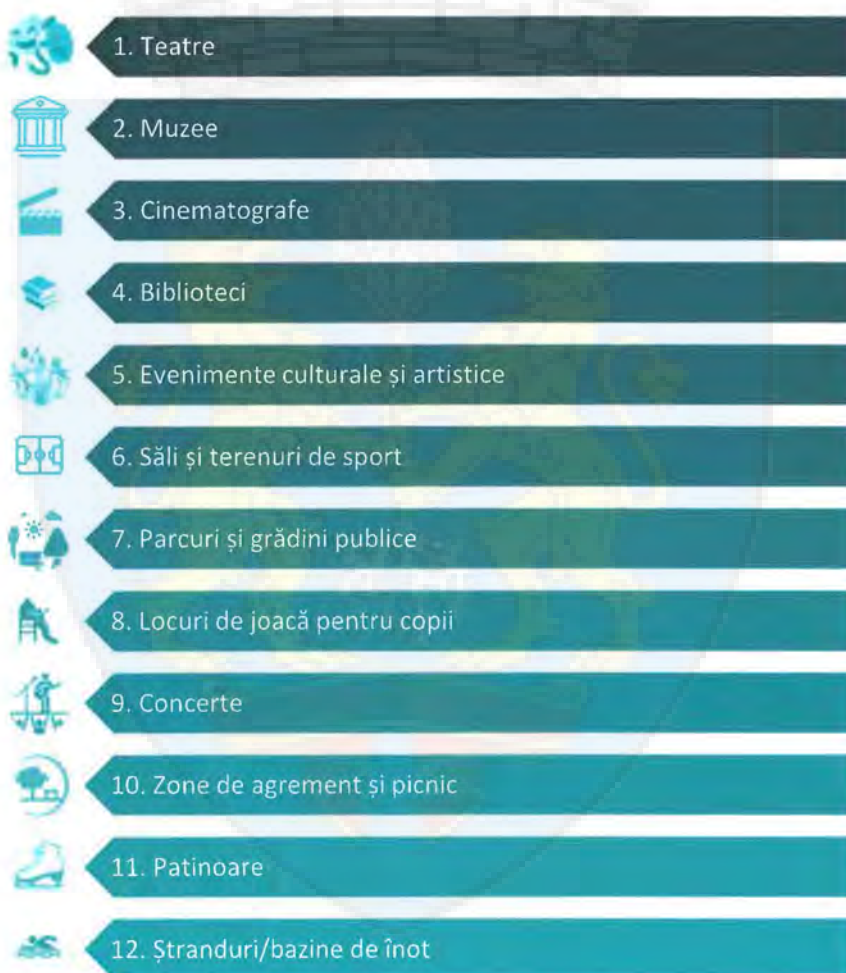 1. Teatre
2. Muzee
3. Cinematografe
4. Biblioteci
5. Evenimente culturale și artistice
6. Săli și terenuri de sport
7. Parcuri și grădini publice
8. Locuri de joacă pentru copii
9. Concerte
10. Zone de agrement și picnic
11. Patinoare
12. Ștranduri/bazine de înot